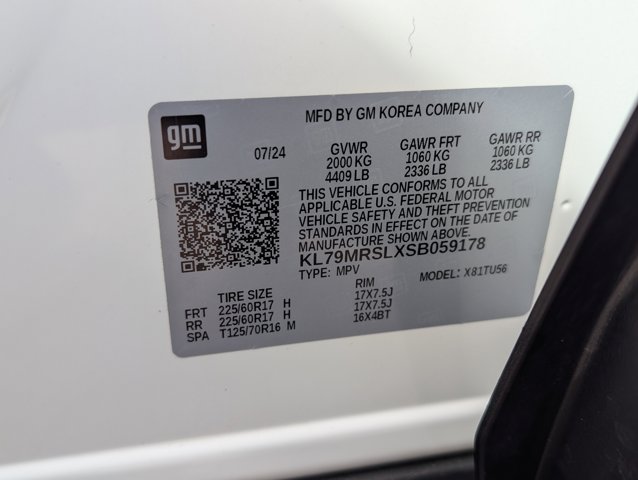 gm
MFD BY GM KOREA COMPANY
07/24
GVWR
2000 KG
4409 LB
GAWR FRT
1060 KG
2336 LB
GAWR RR
1060 KG
2336 LB
THIS VEHICLE CONFORMS TO ALL
APPLICABLE U.S. FEDERAL MOTOR
VEHICLE SAFETY AND THEFT PREVENTION
STANDARDS IN EFFECT ON THE DATE OF
MANUFACTURE SHOWN ABOVE.
KL79MRSLXSB059178
TYPE: MPV MODEL: X81TU56
TIRE SIZE RIM
FRT 225/60R17 H 17X7.5J
RR 225/60R17 H 17X7.5J
SPA T125/70R16 M 16X4BT